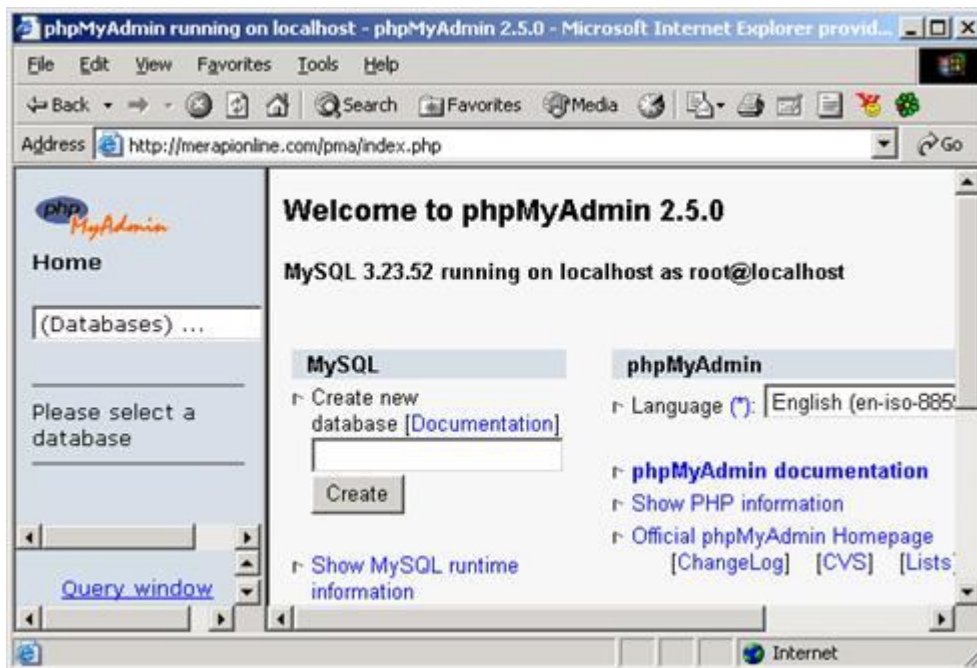 phpMyAdmin running on localhost - phpMyAdmin 2.5.0 - Microsoft Internet Explorer provid...
File Edit View Favorites Tools Help
Back Search Favorites Media
Address http://merapionline.com/pma/index.php Go
php
MyAdmin
Home
(Databases) ...
Please select a
database
Query window
Welcome to phpMyAdmin 2.5.0
MySQL 3.23.52 running on localhost as root@localhost
MySQL
Create new
database [Documentation]
Create
Show MySQL runtime
information
phpMyAdmin
Language (*): English (en-iso-885
phpMyAdmin documentation
Show PHP information
Official phpMyAdmin Homepage
[ChangeLog] [CVS] [Lists]
Internet